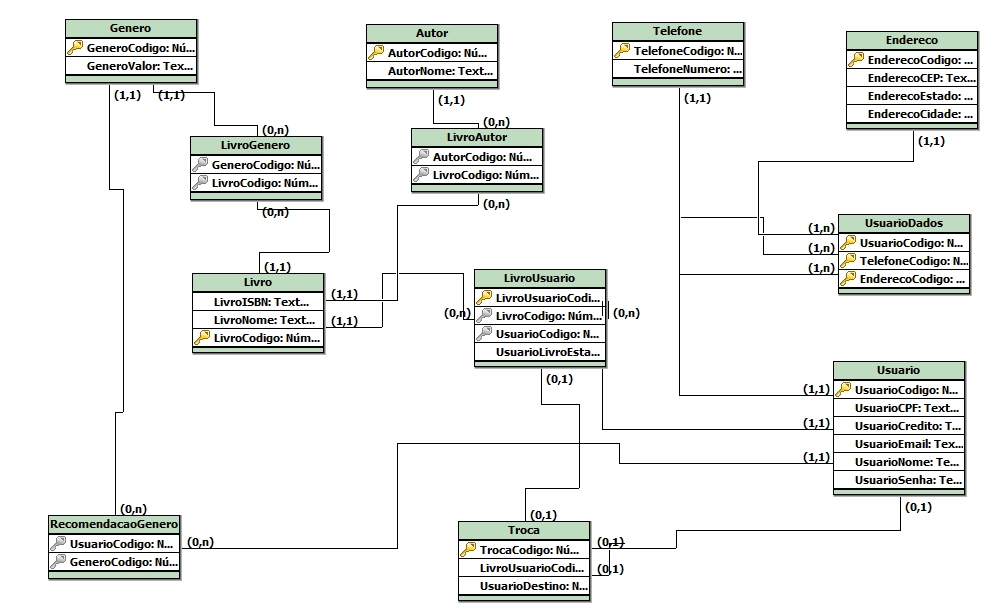 Genero
GeneroCodigo: Nú...
GeneroValor: Tex...
(1,1)
(1,1)
Autor
AutorCodigo: Nú...
AutorNome: Text...
(1,1)
Telefone
TelefoneCodigo: N...
TelefoneNumero: ...
(1,1)
Endereco
EnderecoCodigo: ...
EnderecoCEP: Tex...
EnderecoEstado: ...
EnderecoCidade: ...
(1,1)
(0,n)
LivroGenero
GeneroCodigo: Nú...
LivroCodigo: Núm...
(0,n)
(0,n)
LivroAutor
AutorCodigo: Nú...
LivroCodigo: Núm...
(0,n)
UsuarioDados
UsuarioCodigo: N...
TelefoneCodigo: N...
EnderecoCodigo: ...
(1,n)
(1,n)
(1,n)
(1,1)
Livro
LivroISBN: Text...
LivroNome: Text...
LivroCodigo: Núm...
(1,1)
(1,1)
LivroUsuario
LivroUsuarioCodi...
LivroCodigo: Núm...
UsuarioCodigo: N...
UsuarioLivroEsta...
(0,n)
(0,n)
(0,1)
Usuario
UsuarioCodigo: N...
UsuarioCPF: Text...
UsuarioCredito: T...
UsuarioEmail: Tex...
UsuarioNome: Te...
UsuarioSenha: Te...
(1,1)
(1,1)
(1,1)
(0,1)
(0,n)
RecomendacaoGenero
UsuarioCodigo: N...
GeneroCodigo: Nú...
(0,n)
(0,1)
Troca
TrocaCodigo: Nú...
LivroUsuarioCodi...
UsuarioDestino: N...
(0,1)
(0,1)